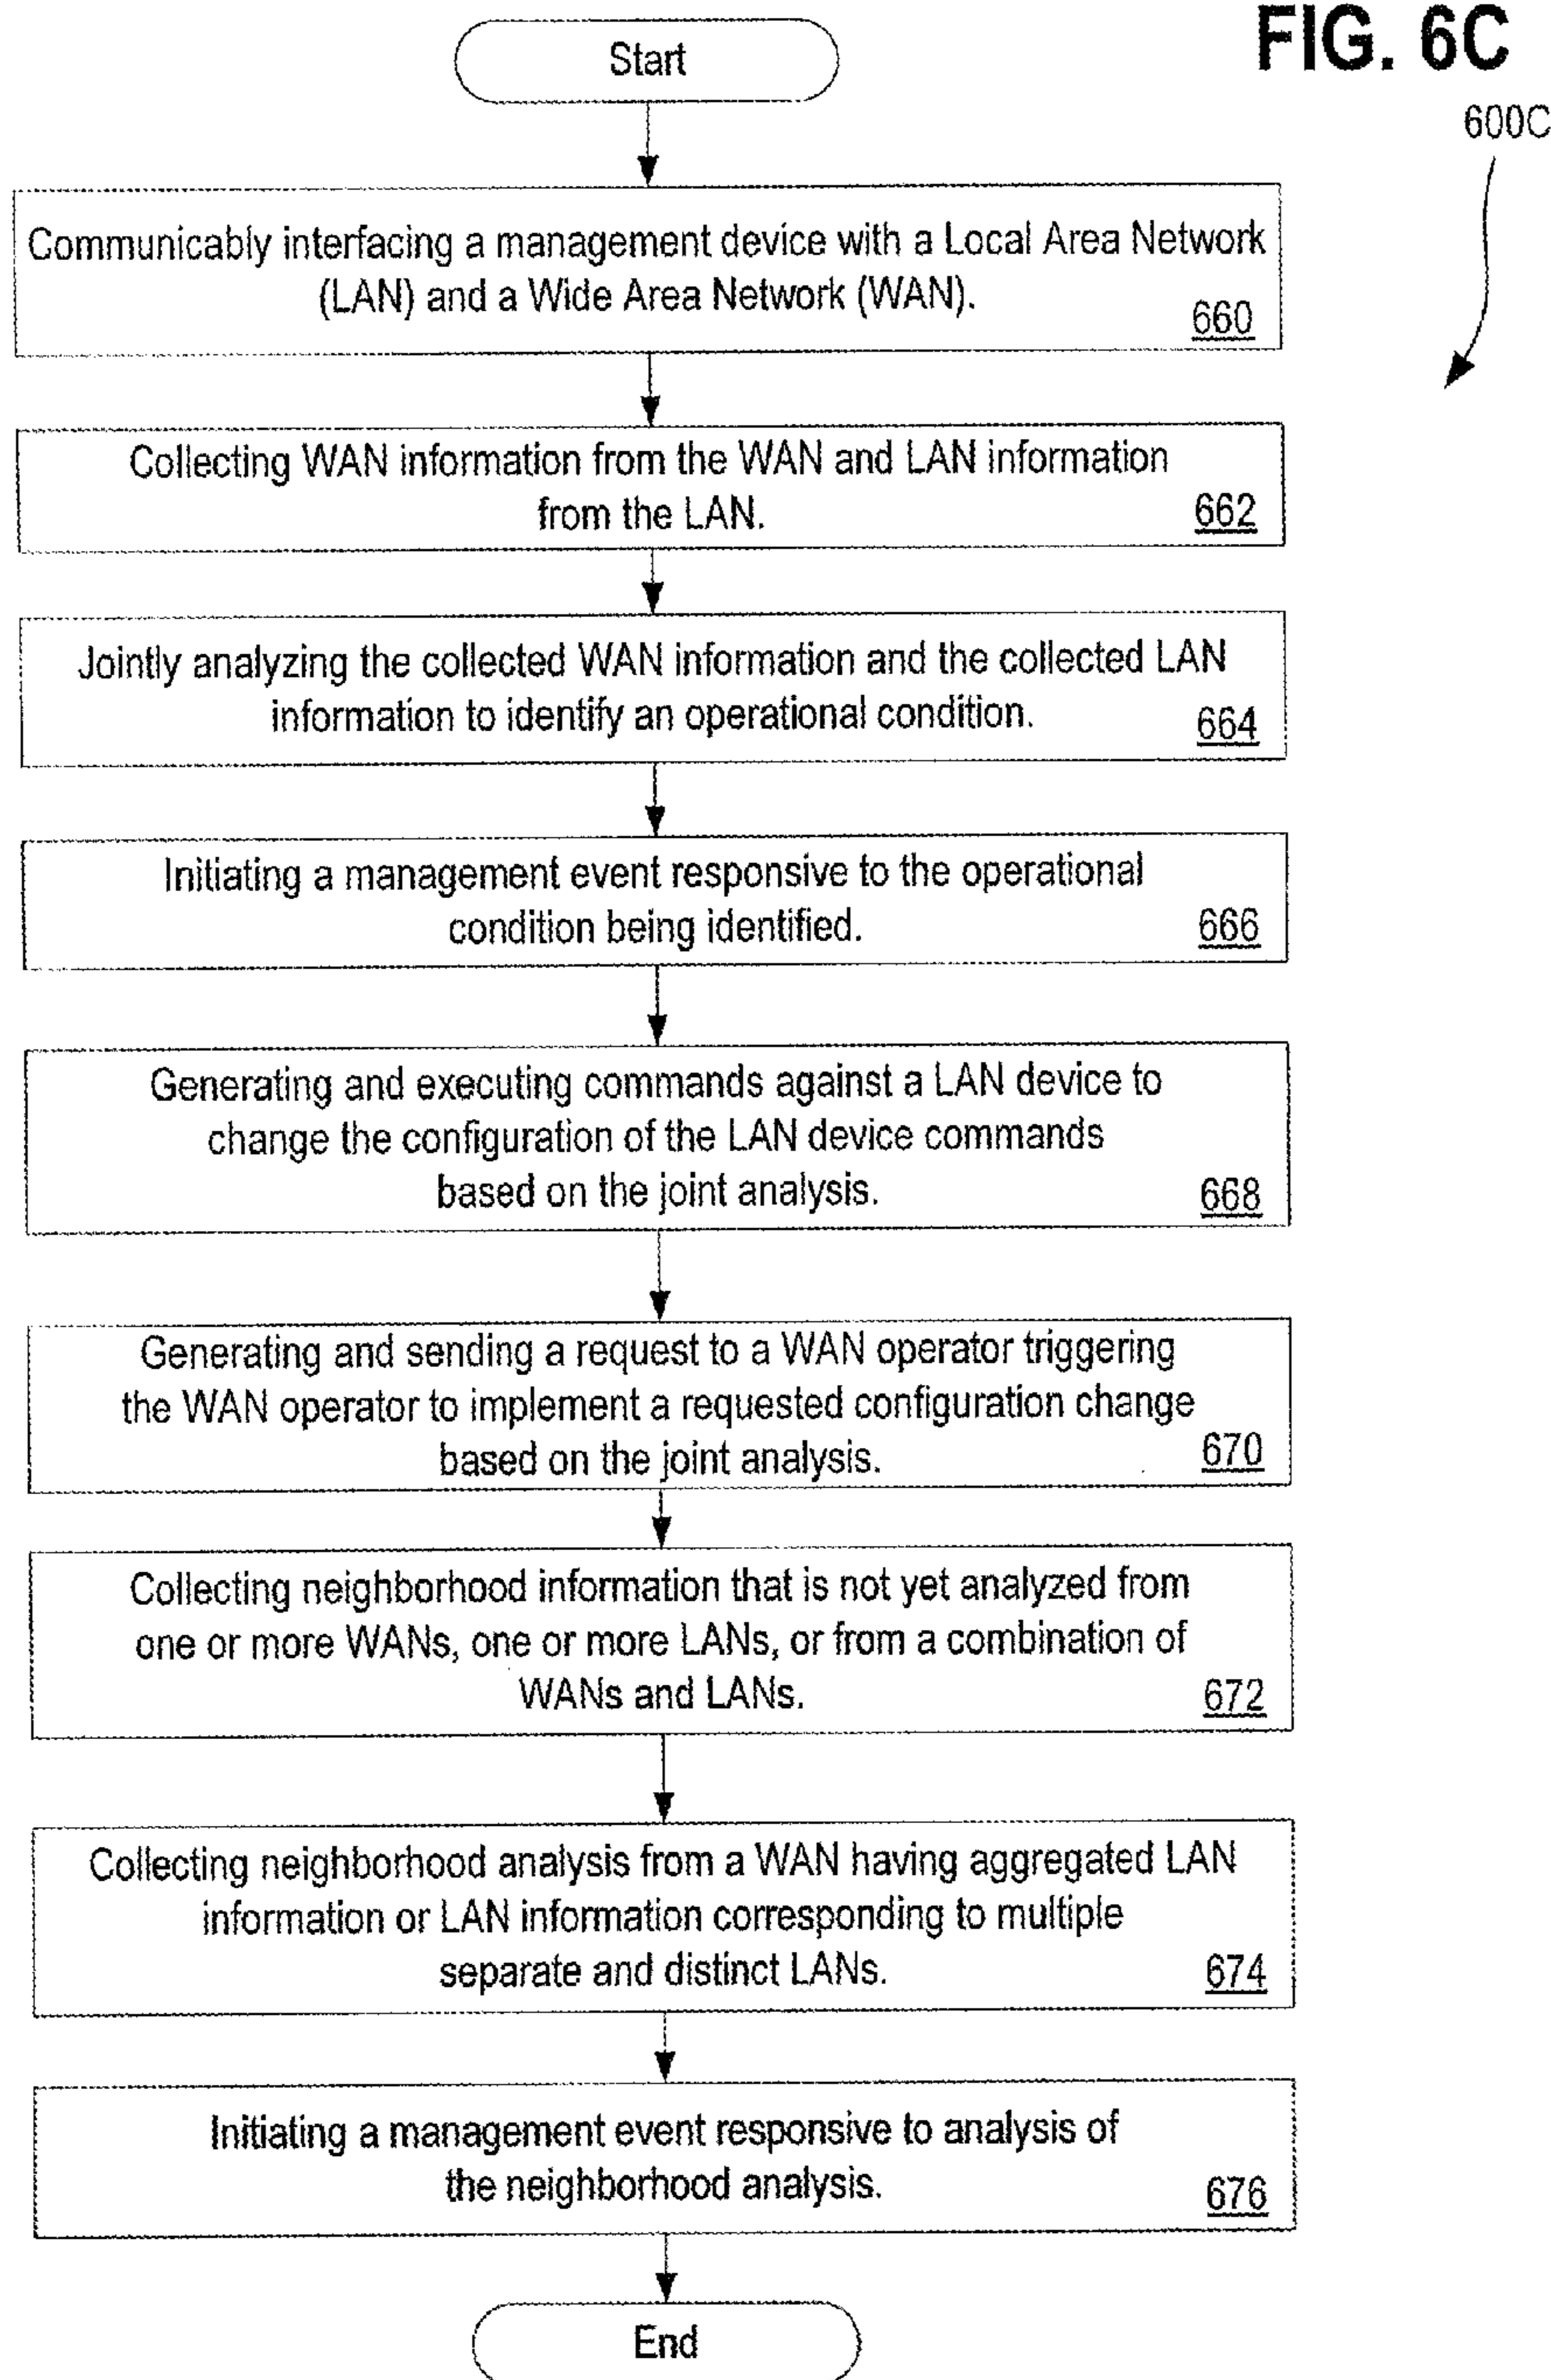 FIG. 6C
600C
Start
Communicably interfacing a management device with a Local Area Network
(LAN) and a Wide Area Network (WAN).
660
Collecting WAN information from the WAN and LAN information
from the LAN.
662
Jointly analyzing the collected WAN information and the collected LAN
information to identify an operational condition.
664
Initiating a management event responsive to the operational
condition being identified.
666
Generating and executing commands against a LAN device to
change the configuration of the LAN device commands
based on the joint analysis.
668
Generating and sending a request to a WAN operator triggering
the WAN operator to implement a requested configuration change
based on the joint analysis.
670
Collecting neighborhood information that is not yet analyzed from
one or more WANs, one or more LANs, or from a combination of
WANs and LANs.
672
Collecting neighborhood analysis from a WAN having aggregated LAN
information or LAN information corresponding to multiple
separate and distinct LANs.
674
Initiating a management event responsive to analysis of
the neighborhood analysis.
676
End